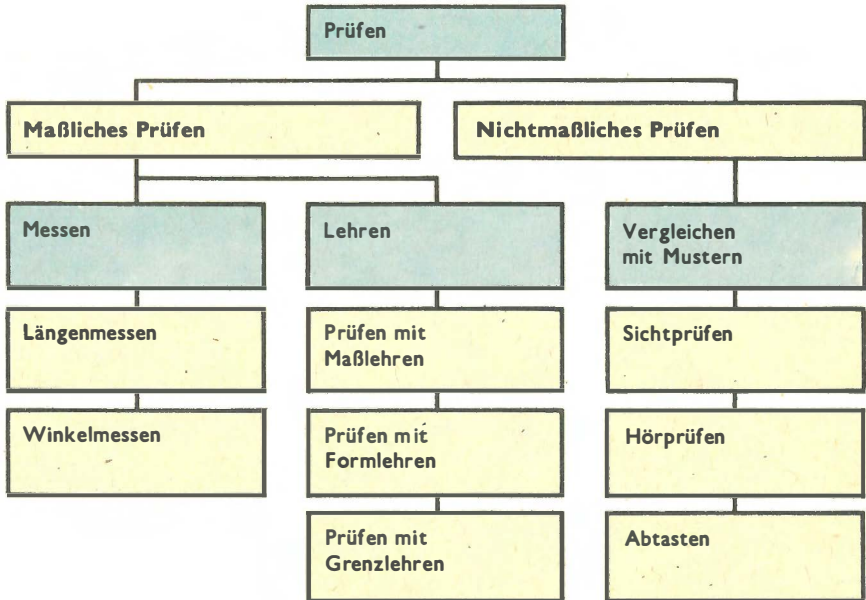 Prüfen
Maßliches Prüfen
Nichtmaßliches Prüfen
Messen
Lehren
Vergleichen
mit Mustern
Längenmessen
Prüfen mit
Maßlehren
Sichtprüfen
Winkelmessen
Prüfen mit
Formlehren
Hörprüfen
Prüfen mit
Grenzlehren
Abtasten